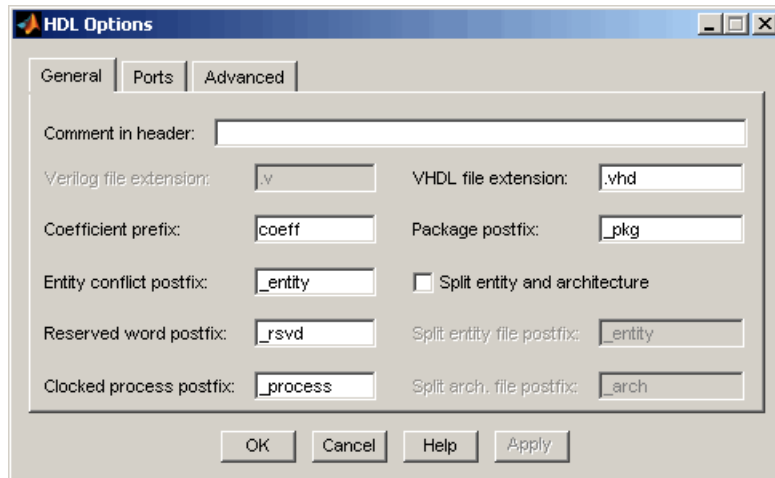 HDL Options
General Ports Advanced
Comment in header:
Verilog file extension: .v VHDL file extension: .vhd
Coefficient prefix: coeff Package postfix: _pkg
Entity conflict postfix: _entity Split entity and architecture
Reserved word postfix: _rsvd Split entity file postfix: _entity
Clocked process postfix: _process Split arch. file postfix: _arch
OK Cancel Help Apply